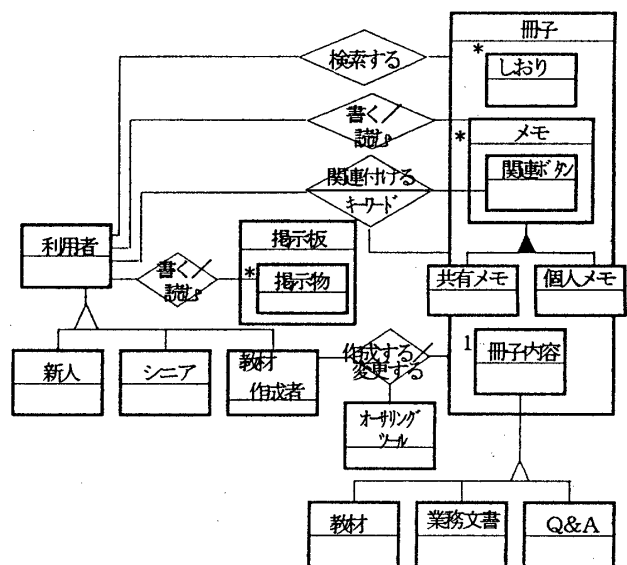 冊子
検索する
*
しおり
書く／
読む
*
メモ
関連付ける
キーワード
関連ボタン
利用者
掲示板
書く／
読む
*
掲示物
共有メモ
個人メモ
新人
シニア
教材
作成者
作成する／
変更する
1
冊子内容
オーサリング
ツール
教材
業務文書
Q&A